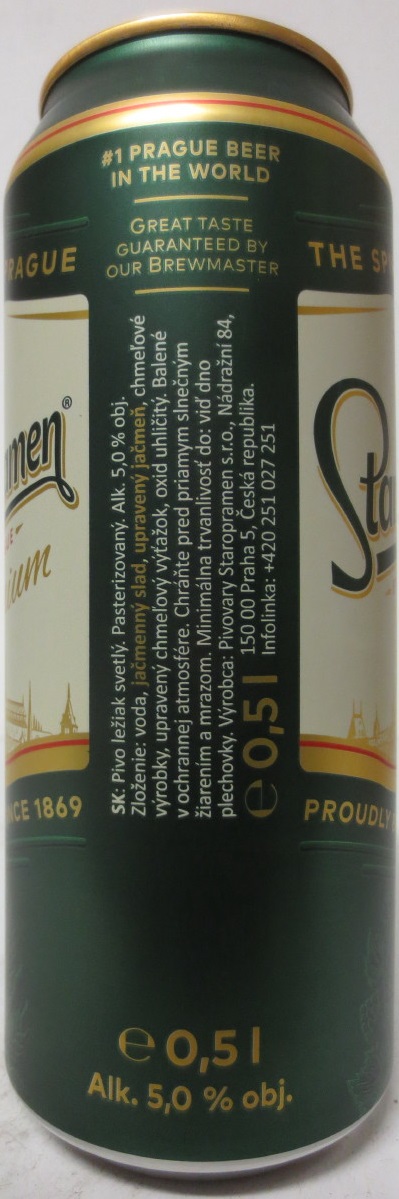 #1 PRAGUE BEER
IN THE WORLD
GREAT TASTE
GUARANTEED BY
OUR BREWMASTER
THE
PRAGUE
amen®
ium
Sta
SK: Pivo ležiak svetlý. Pasterizovaný. Alk. 5,0 % obj.
Zloženie: voda, jačmenný slad, upravený jačmeň, chmeľové
výrobky, upravený chmeľový výťažok, oxid uhličitý. Balené
v ochrannej atmosfére. Chráňte pred priamym slnečným
žiarením a mrazom. Minimálna trvanlivosť do: viď dno
plechovky. Výrobca: Pivovary Staropramen s.r.o., Nádražní 84,
150 00 Praha 5, Česká republika.
Infolinka: +420 251 027 251
℮ 0,5 l
NCE 1869
PROUDLY
℮ 0,5 l
Alk. 5,0 % obj.